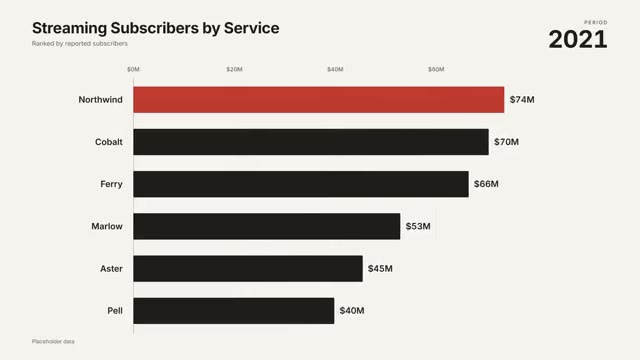 Streaming Subscribers by Service
Ranked by reported subscribers
PERIOD
2021
$0M $20M $40M $60M
Northwind $74M
Cobalt $70M
Ferry $66M
Marlow $53M
Aster $45M
Pell $40M
Placeholder data